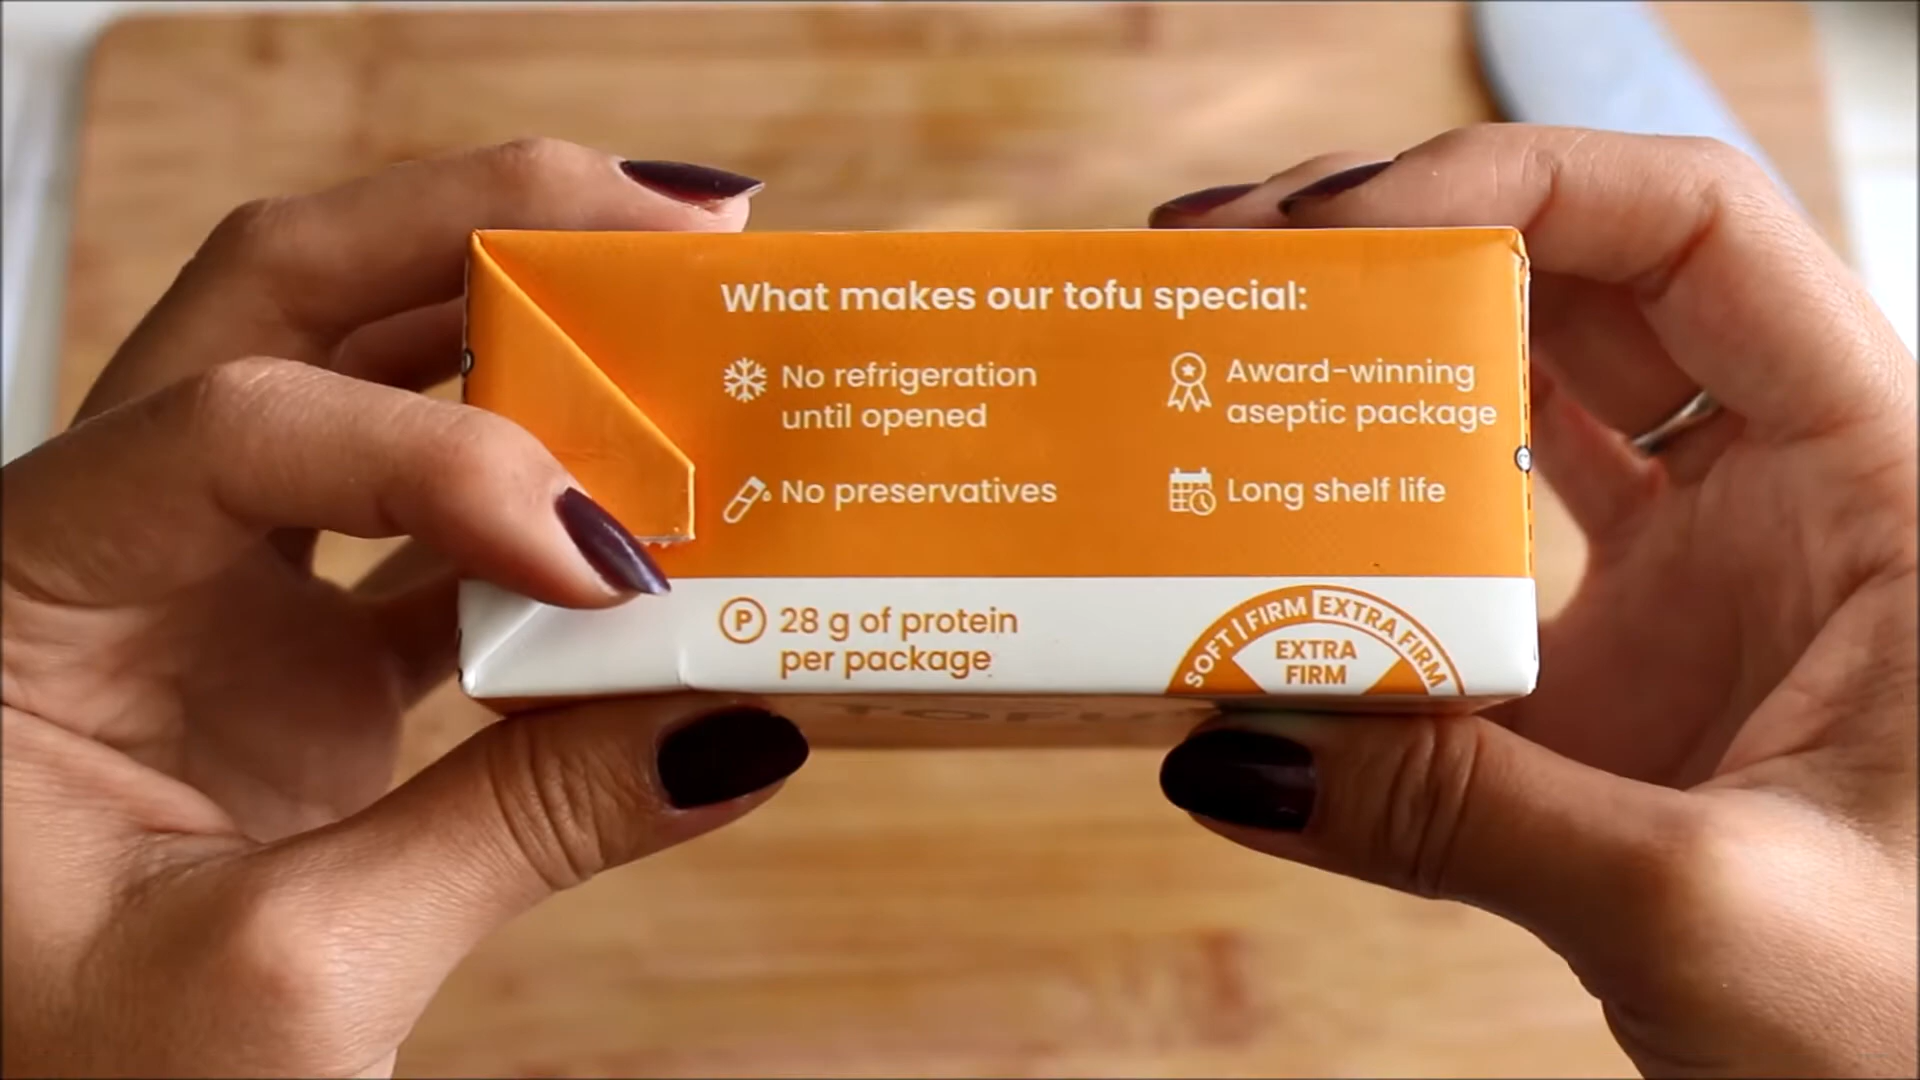 What makes our tofu special:
No refrigeration
until opened
Award-winning
aseptic package
No preservatives
Long shelf life
P
28 g of protein
per package
SOFT | FIRM EXTRA FIRM
EXTRA
FIRM
TOFU